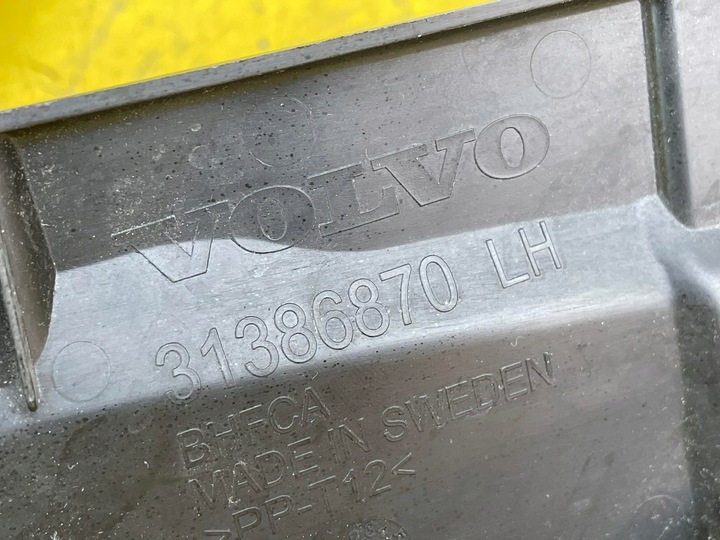 VOLVO
31386870 LH
BHFCA
MADE IN SWEDEN
>PP-T12<